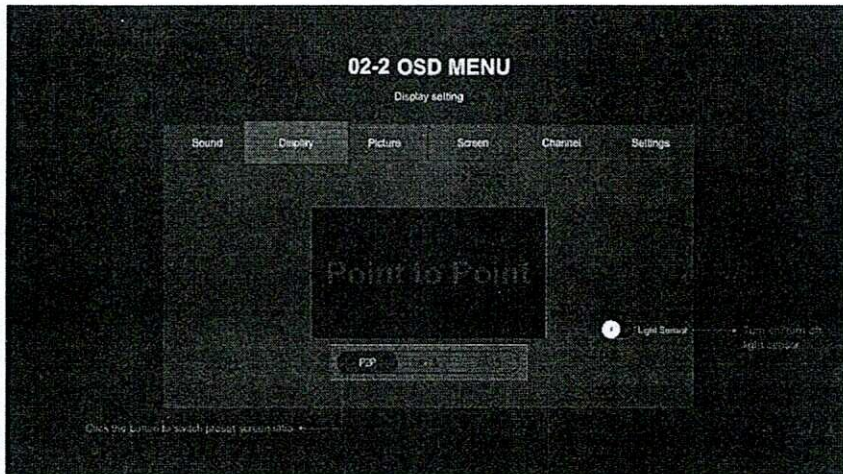 02-2 OSD MENU
Display setting
Sound Display Picture Screen Channel Settings
Point to Point
Light Sensor
Turn on/turn off
light sensor
P2P
Click the button to switch preset screen ratio